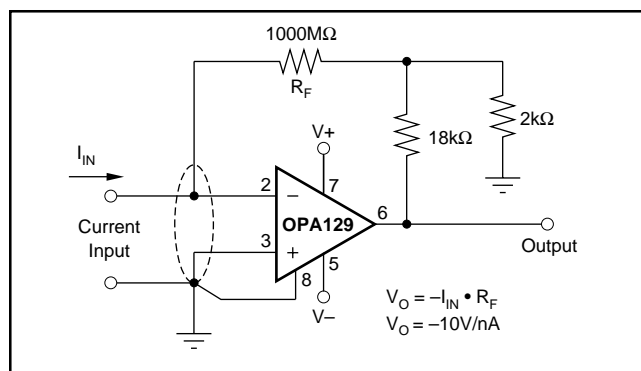 1000MΩ
R_F
18kΩ
2kΩ
I_IN
V+
7
2
−
OPA129
6
3
+
5
8
V−
Current
Input
Output
V_O = −I_IN • R_F
V_O = −10V/nA